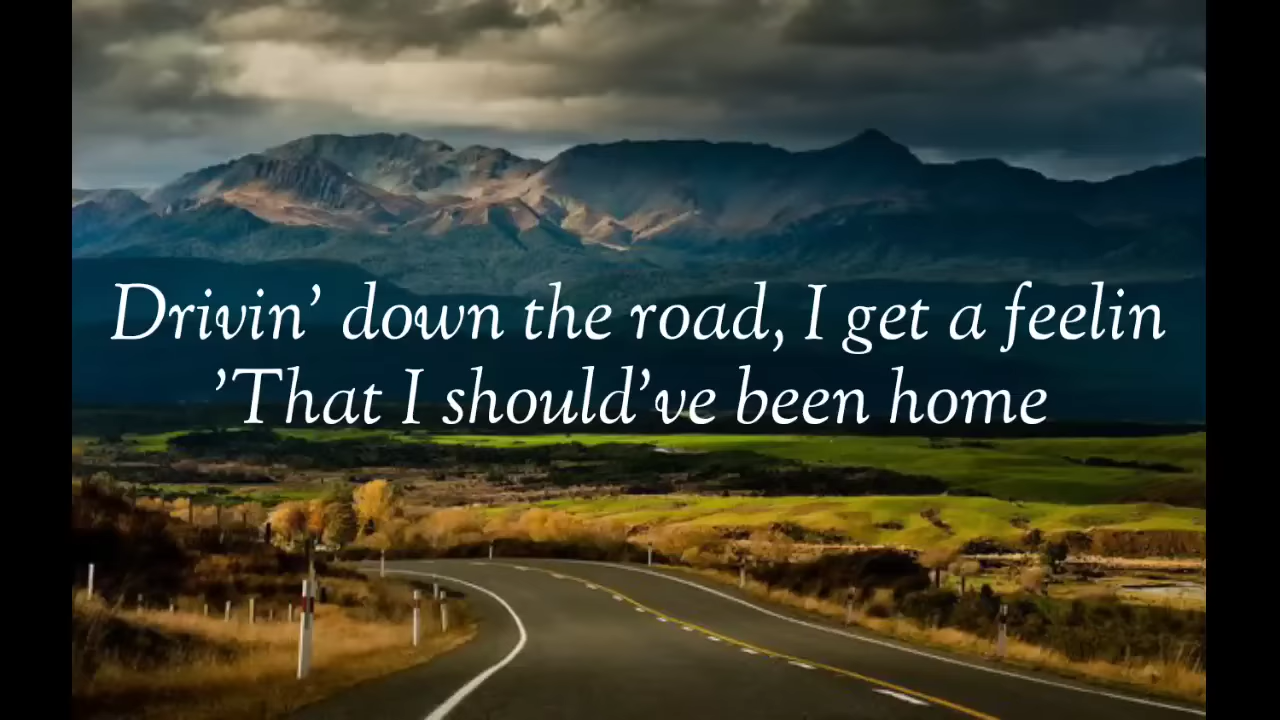 Drivin’ down the road, I get a feelin
’That I should’ve been home